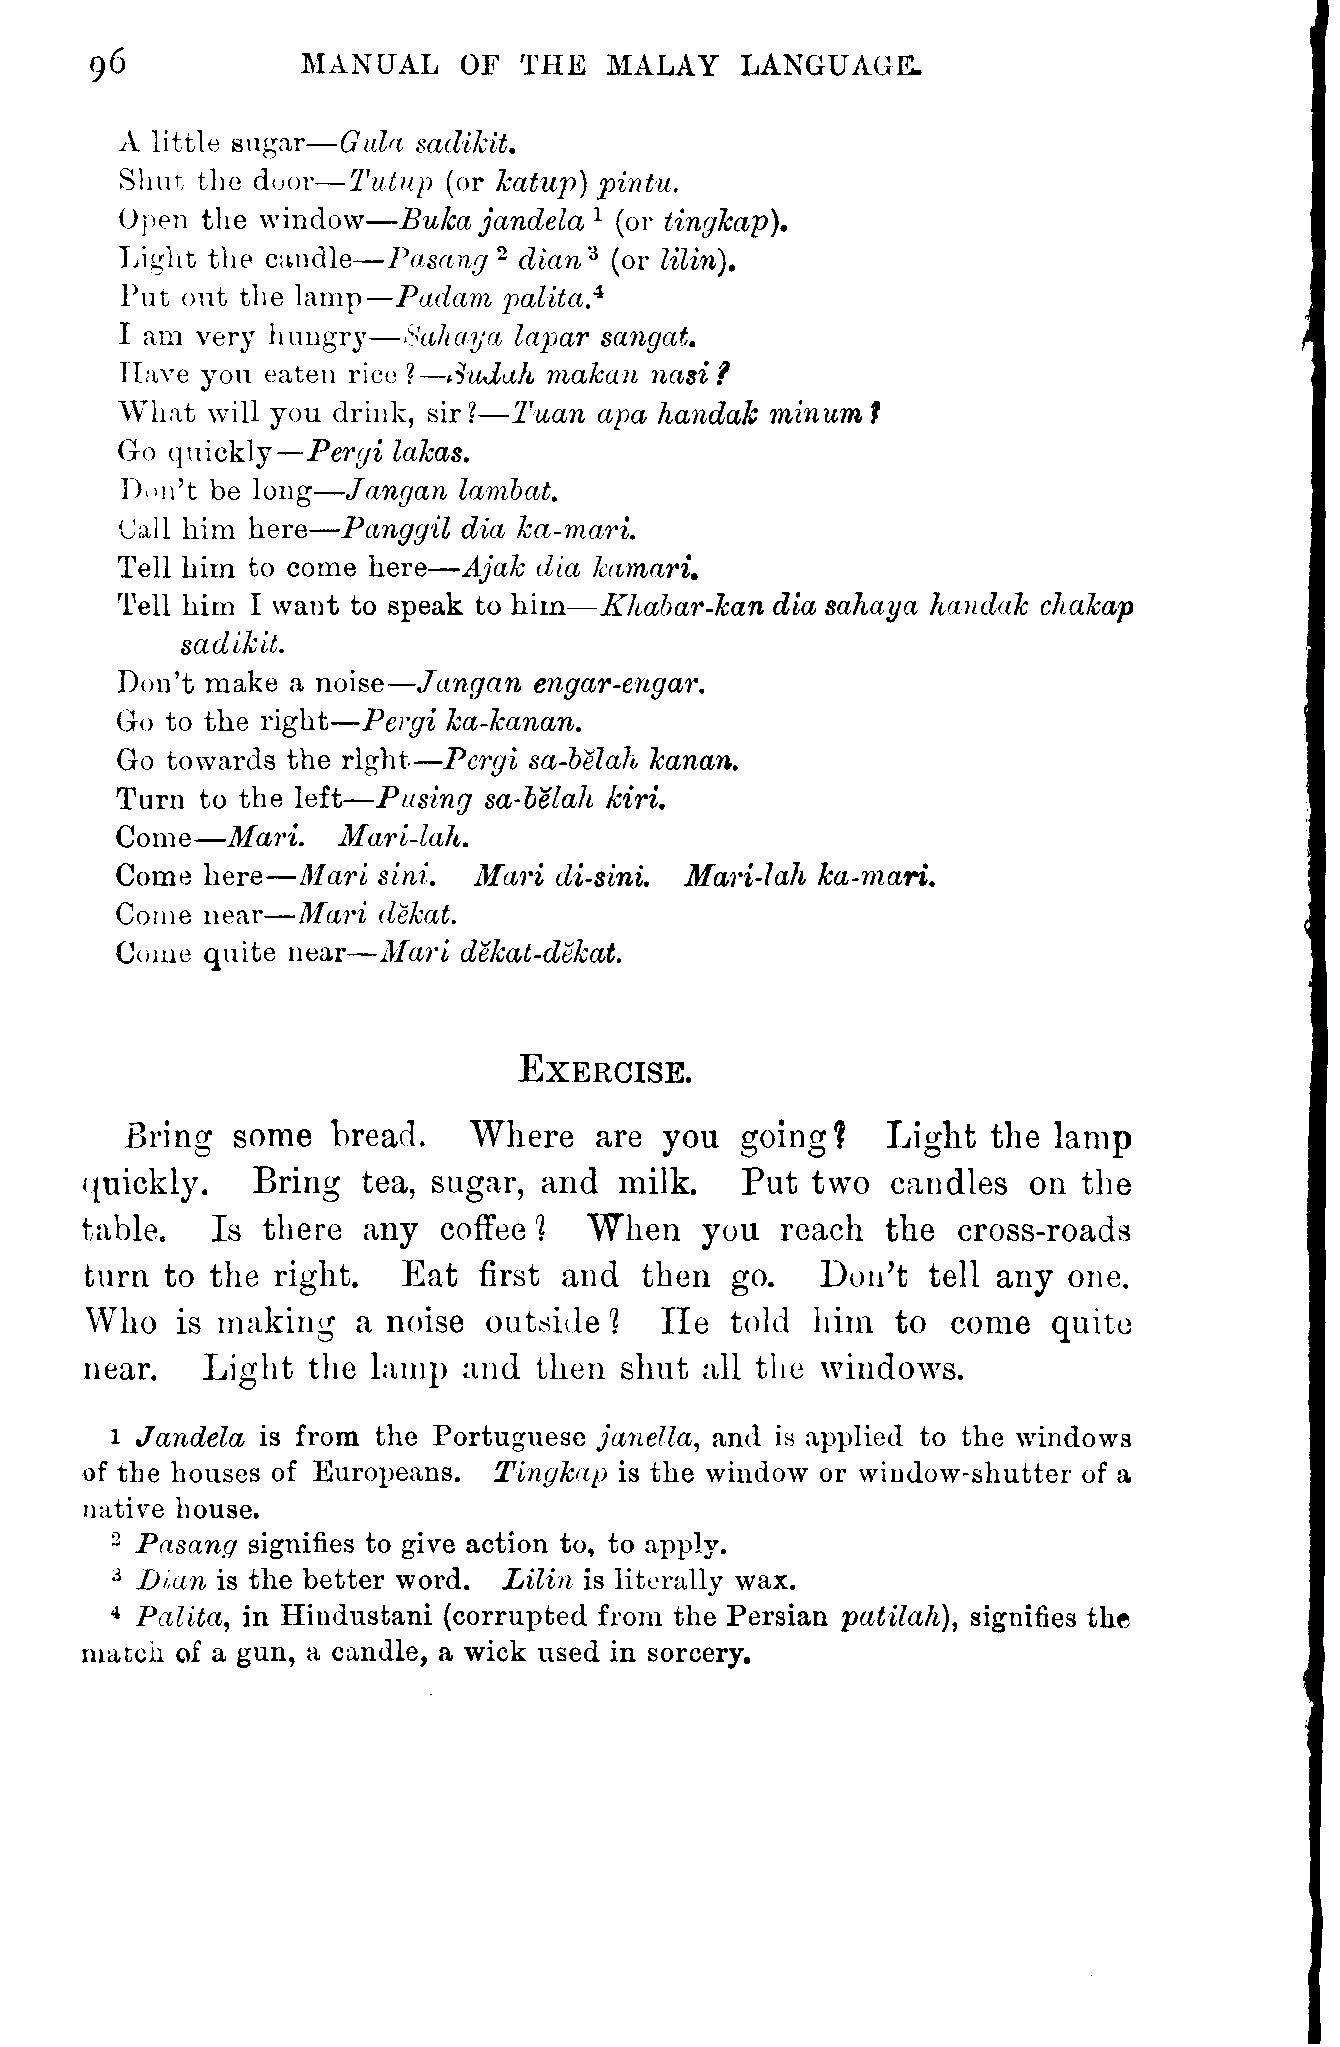 96 MANUAL OF THE MALAY LANGUAGE.
A little sugar—Gula sadikit.
Shut the door—Tutup (or katup) pintu.
Open the window—Buka jandela ¹ (or tingkap).
Light the candle—Pasang ² dian ³ (or lilin).
Put out the lamp—Padam palita.⁴
I am very hungry—Sahaya lapar sangat.
Have you eaten rice?—Sudah makan nasi?
What will you drink, sir?—Tuan apa handak minum?
Go quickly—Pergi lakas.
Don't be long—Jangan lambat.
Call him here—Panggil dia ka-mari.
Tell him to come here—Ajak dia kamari.
Tell him I want to speak to him—Khabar-kan dia sahaya handak chakap
sadikit.
Don't make a noise—Jangan engar-engar.
Go to the right—Pergi ka-kanan.
Go towards the right—Pergi sa-bĕlah kanan.
Turn to the left—Pusing sa-bĕlah kiri.
Come—Mari. Mari-lah.
Come here—Mari sini. Mari di-sini. Mari-lah ka-mari.
Come near—Mari dĕkat.
Come quite near—Mari dĕkat-dĕkat.
EXERCISE.
Bring some bread. Where are you going? Light the lamp
quickly. Bring tea, sugar, and milk. Put two candles on the
table. Is there any coffee? When you reach the cross-roads
turn to the right. Eat first and then go. Don't tell any one.
Who is making a noise outside? He told him to come quite
near. Light the lamp and then shut all the windows.
¹ Jandela is from the Portuguese janella, and is applied to the windows
of the houses of Europeans. Tingkap is the window or window-shutter of a
native house.
² Pasang signifies to give action to, to apply.
³ Dian is the better word. Lilin is literally wax.
⁴ Palita, in Hindustani (corrupted from the Persian patilah), signifies the
match of a gun, a candle, a wick used in sorcery.